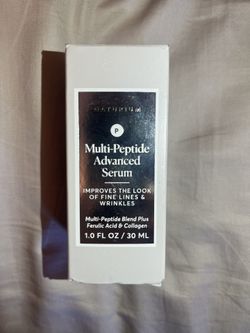 NATURIUM
P
Multi-Peptide
Advanced
Serum
IMPROVES THE LOOK
OF FINE LINES &
WRINKLES
Multi-Peptide Blend Plus
Ferulic Acid & Collagen
1.0 FL OZ / 30 ML